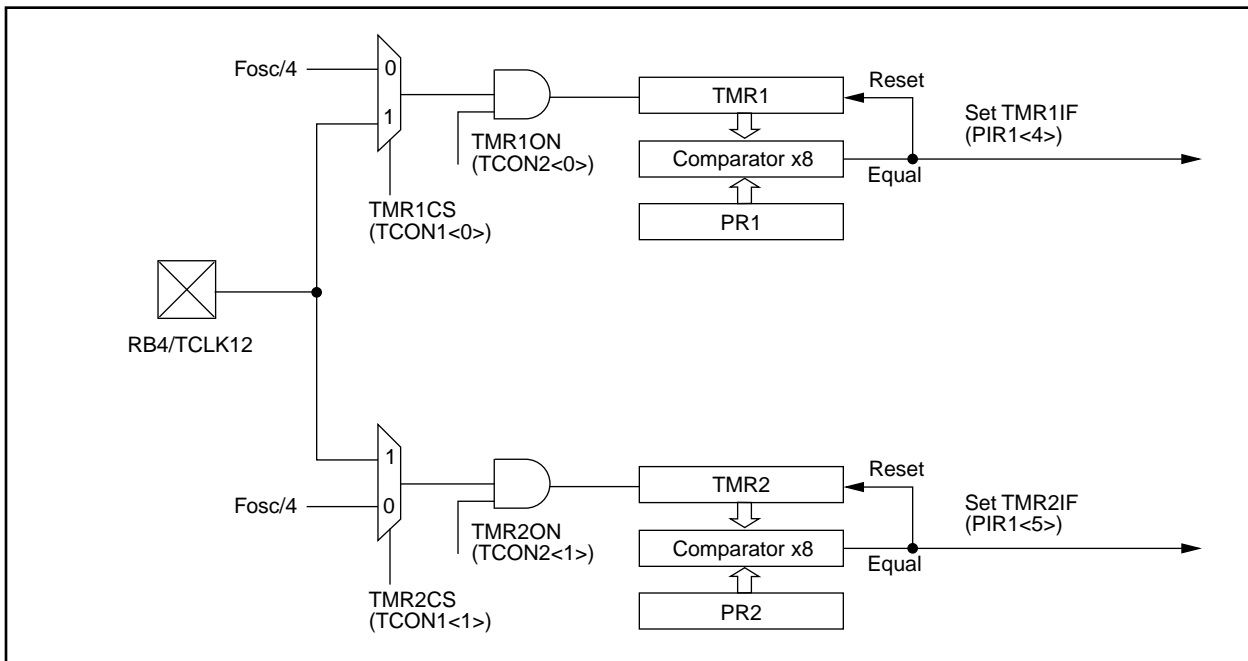 Fosc/4
0
1
TMR1ON
(TCON2<0>)
TMR1CS
(TCON1<0>)
TMR1
Comparator x8
PR1
Reset
Equal
Set TMR1IF
(PIR1<4>)
RB4/TCLK12
1
0
Fosc/4
TMR2ON
(TCON2<1>)
TMR2CS
(TCON1<1>)
TMR2
Comparator x8
PR2
Reset
Equal
Set TMR2IF
(PIR1<5>)